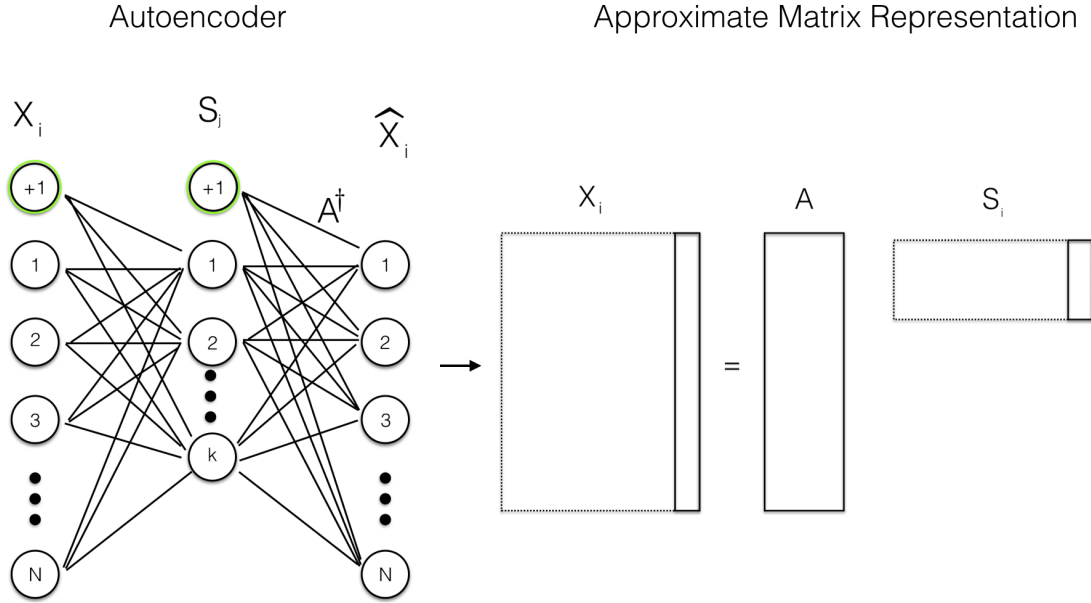 Autoencoder
Approximate Matrix Representation
X i
S j
X̂ i
+1
+1
A†
1
1
1
2
2
2
3
3
k
N
N
X i
A
S i
=